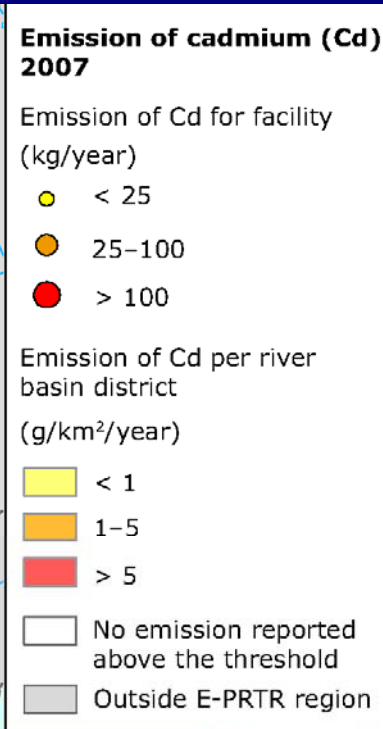 Emission of cadmium (Cd)
2007
Emission of Cd for facility
(kg/year)
< 25
25–100
> 100
Emission of Cd per river
basin district
(g/km²/year)
< 1
1–5
> 5
No emission reported
above the threshold
Outside E-PRTR region